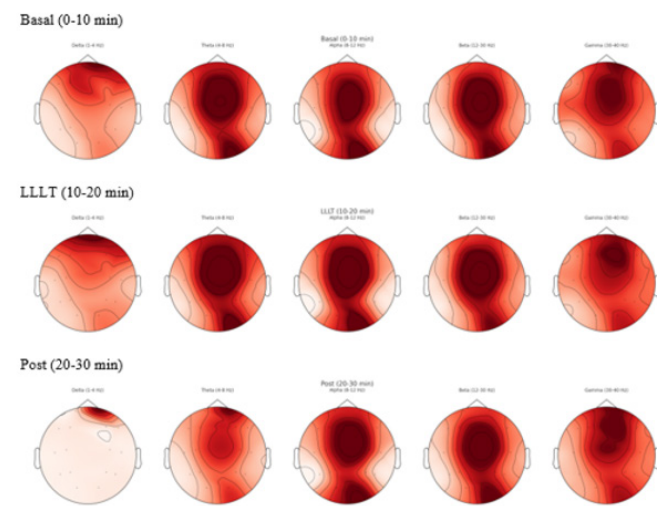 Basal (0-10 min)
Basal (0-10 min)
Delta (1-4 Hz) Theta (4-8 Hz) Alpha (8-12 Hz) Beta (12-30 Hz) Gamma (30-40 Hz)
LLLT (10-20 min)
LLLT (10-20 min)
Delta (1-4 Hz) Theta (4-8 Hz) Alpha (8-12 Hz) Beta (12-30 Hz) Gamma (30-40 Hz)
Post (20-30 min)
Post (20-30 min)
Delta (1-4 Hz) Theta (4-8 Hz) Alpha (8-12 Hz) Beta (12-30 Hz) Gamma (30-40 Hz)